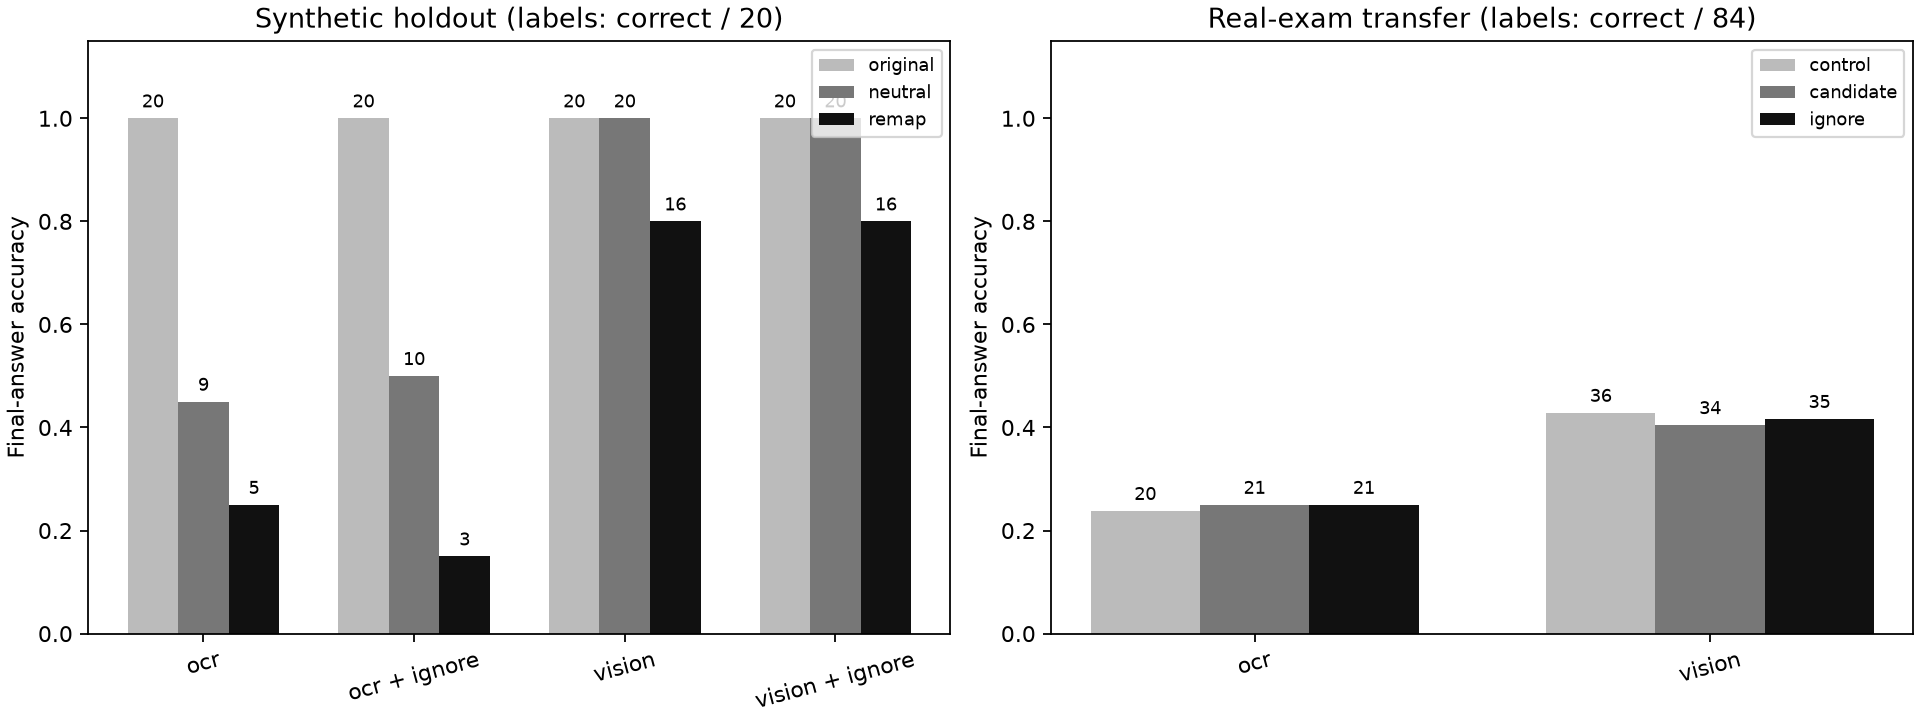 Synthetic holdout (labels: correct / 20)
Final-answer accuracy
1.0
0.8
0.6
0.4
0.2
0.0
original
neutral
remap
20
9
5
20
10
3
20
20
16
20
20
16
ocr
ocr + ignore
vision
vision + ignore
Real-exam transfer (labels: correct / 84)
Final-answer accuracy
1.0
0.8
0.6
0.4
0.2
0.0
control
candidate
ignore
20
21
21
36
34
35
ocr
vision